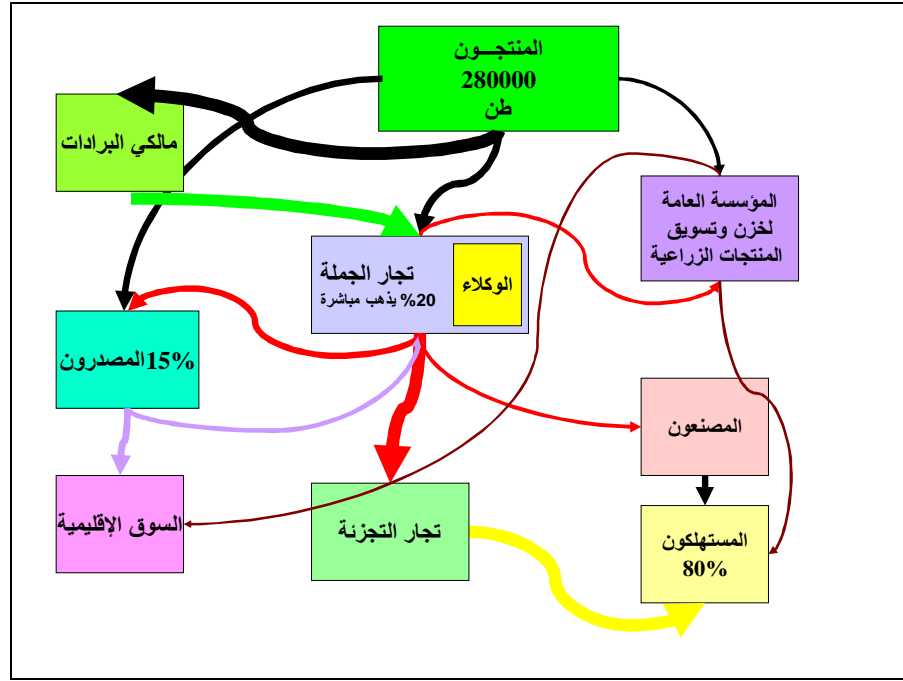 المنتجـــون
280000
طن
مالكي البرادات
المؤسسة العامة
لخزن وتسويق
المنتجات الزراعية
تجار الجملة
20% يذهب مباشرة
الوكلاء
15%المصدرون
المصنعون
السوق الإقليمية
تجار التجزئة
المستهلكون
80%